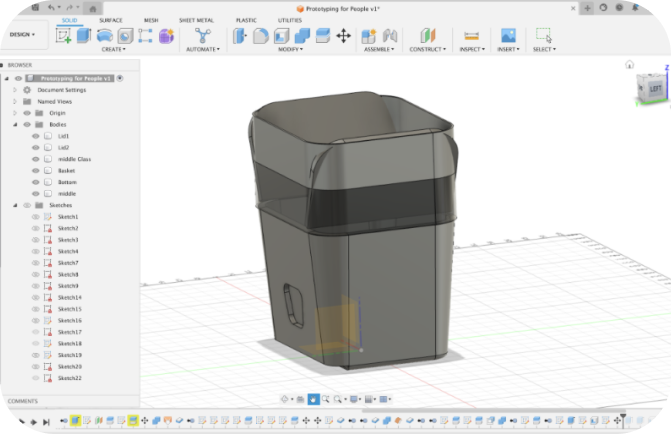 Prototyping for People v1*
SOLID SURFACE MESH SHEET METAL PLASTIC UTILITIES
DESIGN
CREATE AUTOMATE MODIFY ASSEMBLE CONSTRUCT INSPECT INSERT SELECT
BROWSER
Prototyping for People v1
Document Settings
Named Views
Origin
Bodies
Lid1
Lid2
middle Glass
Basket
Bottom
middle
Sketches
Sketch1
Sketch2
Sketch3
Sketch4
Sketch7
Sketch8
Sketch9
Sketch14
Sketch15
Sketch16
Sketch17
Sketch18
Sketch19
Sketch20
Sketch22
COMMENTS
Z
LEFT